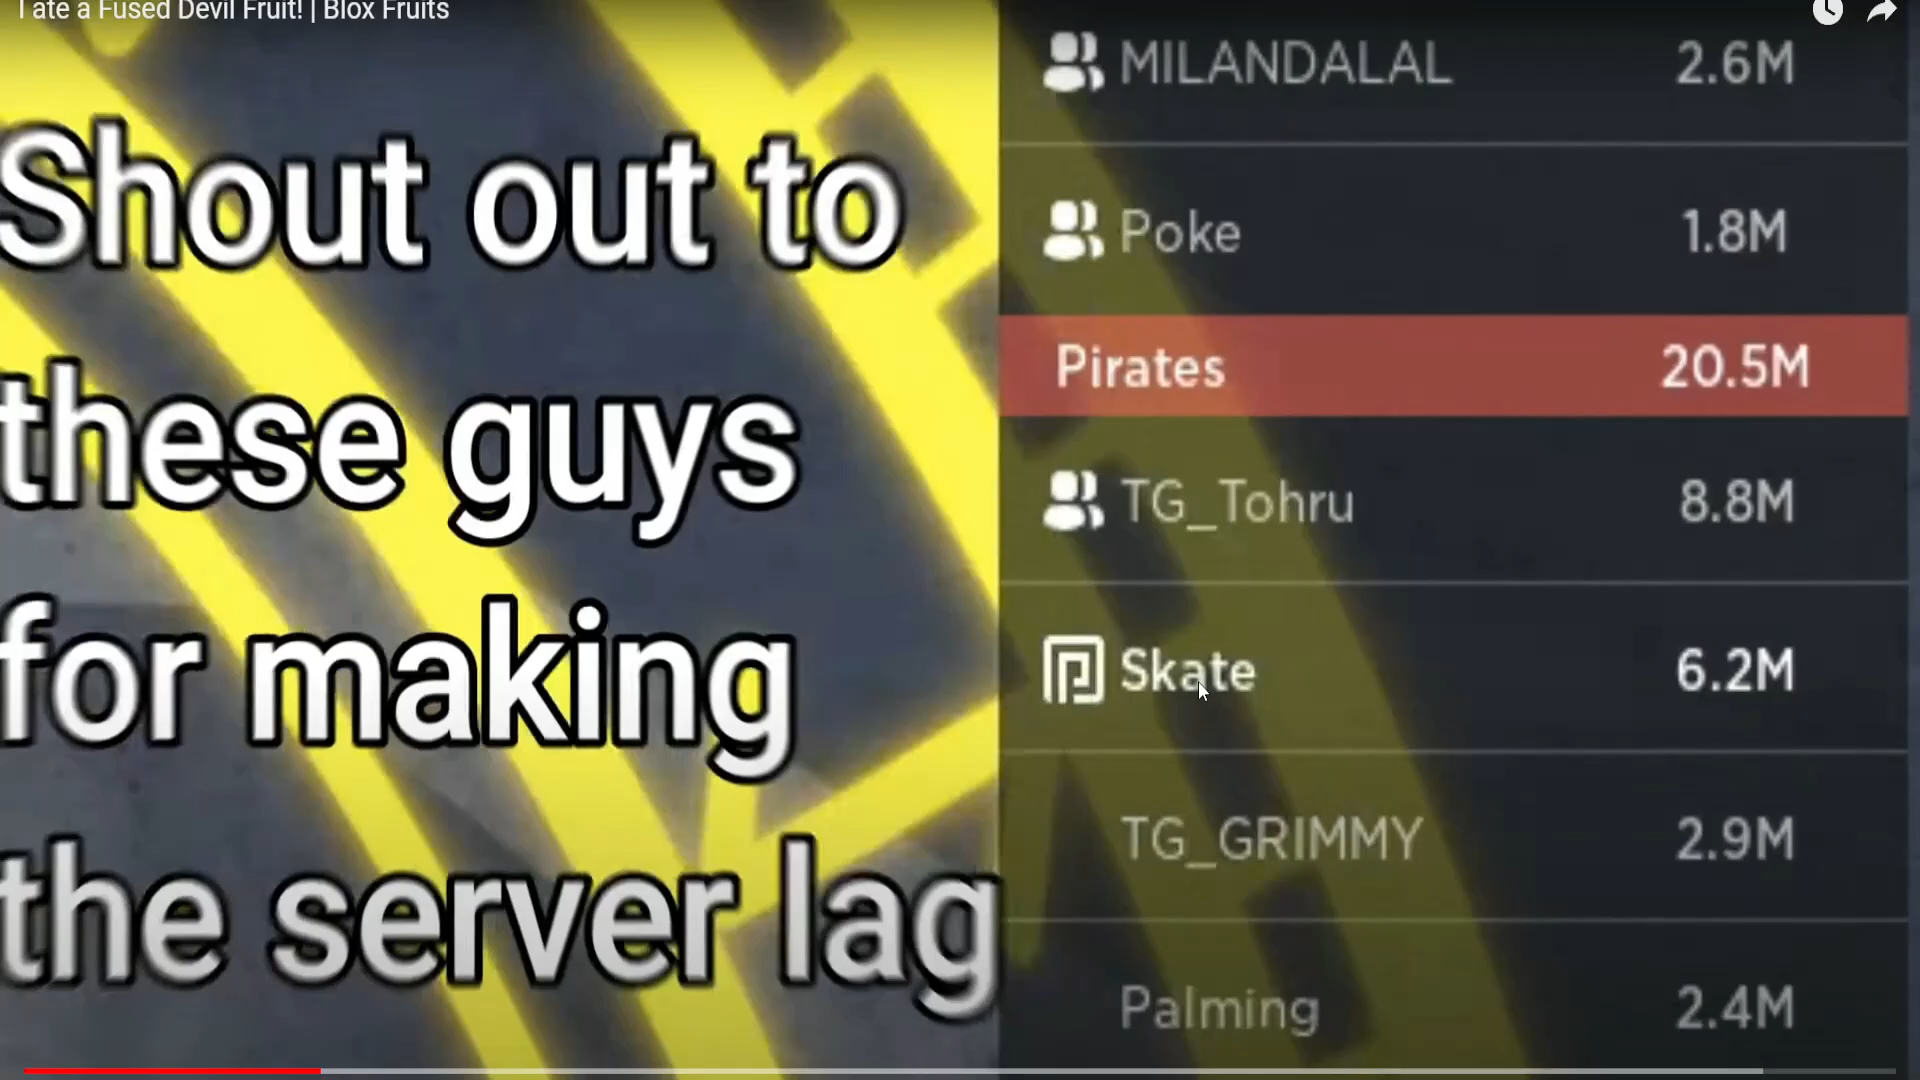 I ate a Fused Devil Fruit! | Blox Fruits
Shout out to
these guys
for making
the server lag
MILANDALAL 2.6M
Poke 1.8M
Pirates 20.5M
TG_Tohru 8.8M
Skate 6.2M
TG_GRIMMY 2.9M
Palming 2.4M